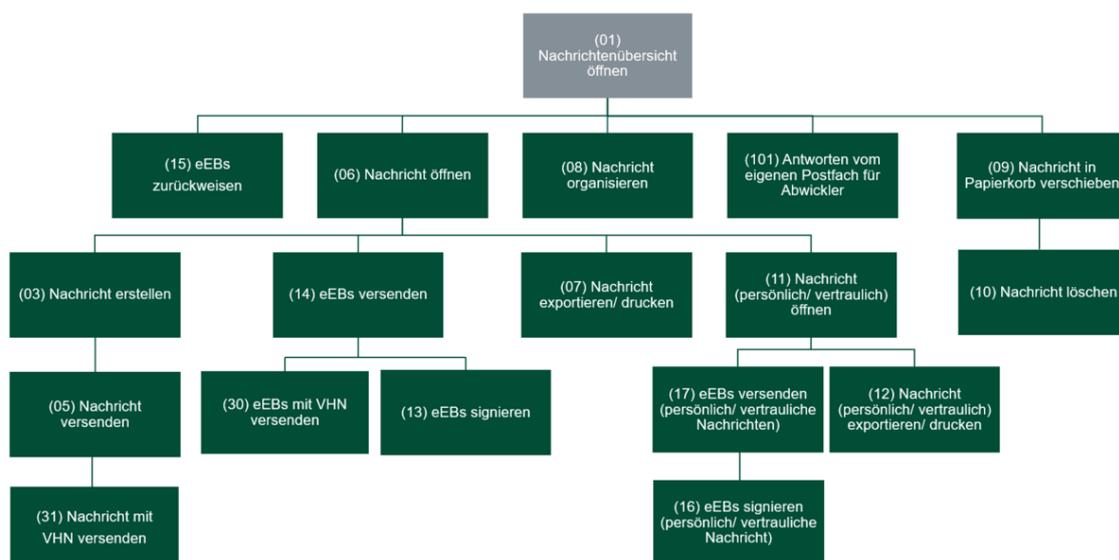 (01)
Nachrichtenübersicht
öffnen
(15) eEBs
zurückweisen
(06) Nachricht öffnen
(08) Nachricht
organisieren
(101) Antworten vom
eigenen Postfach für
Abwickler
(09) Nachricht in
Papierkorb verschieben
(03) Nachricht erstellen
(14) eEBs versenden
(07) Nachricht
exportieren/ drucken
(11) Nachricht
(persönlich/ vertraulich)
öffnen
(10) Nachricht löschen
(05) Nachricht
versenden
(30) eEBs mit VHN
versenden
(13) eEBs signieren
(17) eEBs versenden
(persönlich/ vertrauliche
Nachrichten)
(12) Nachricht
(persönlich/ vertraulich)
exportieren/ drucken
(31) Nachricht mit
VHN versenden
(16) eEBs signieren
(persönlich/ vertrauliche
Nachricht)